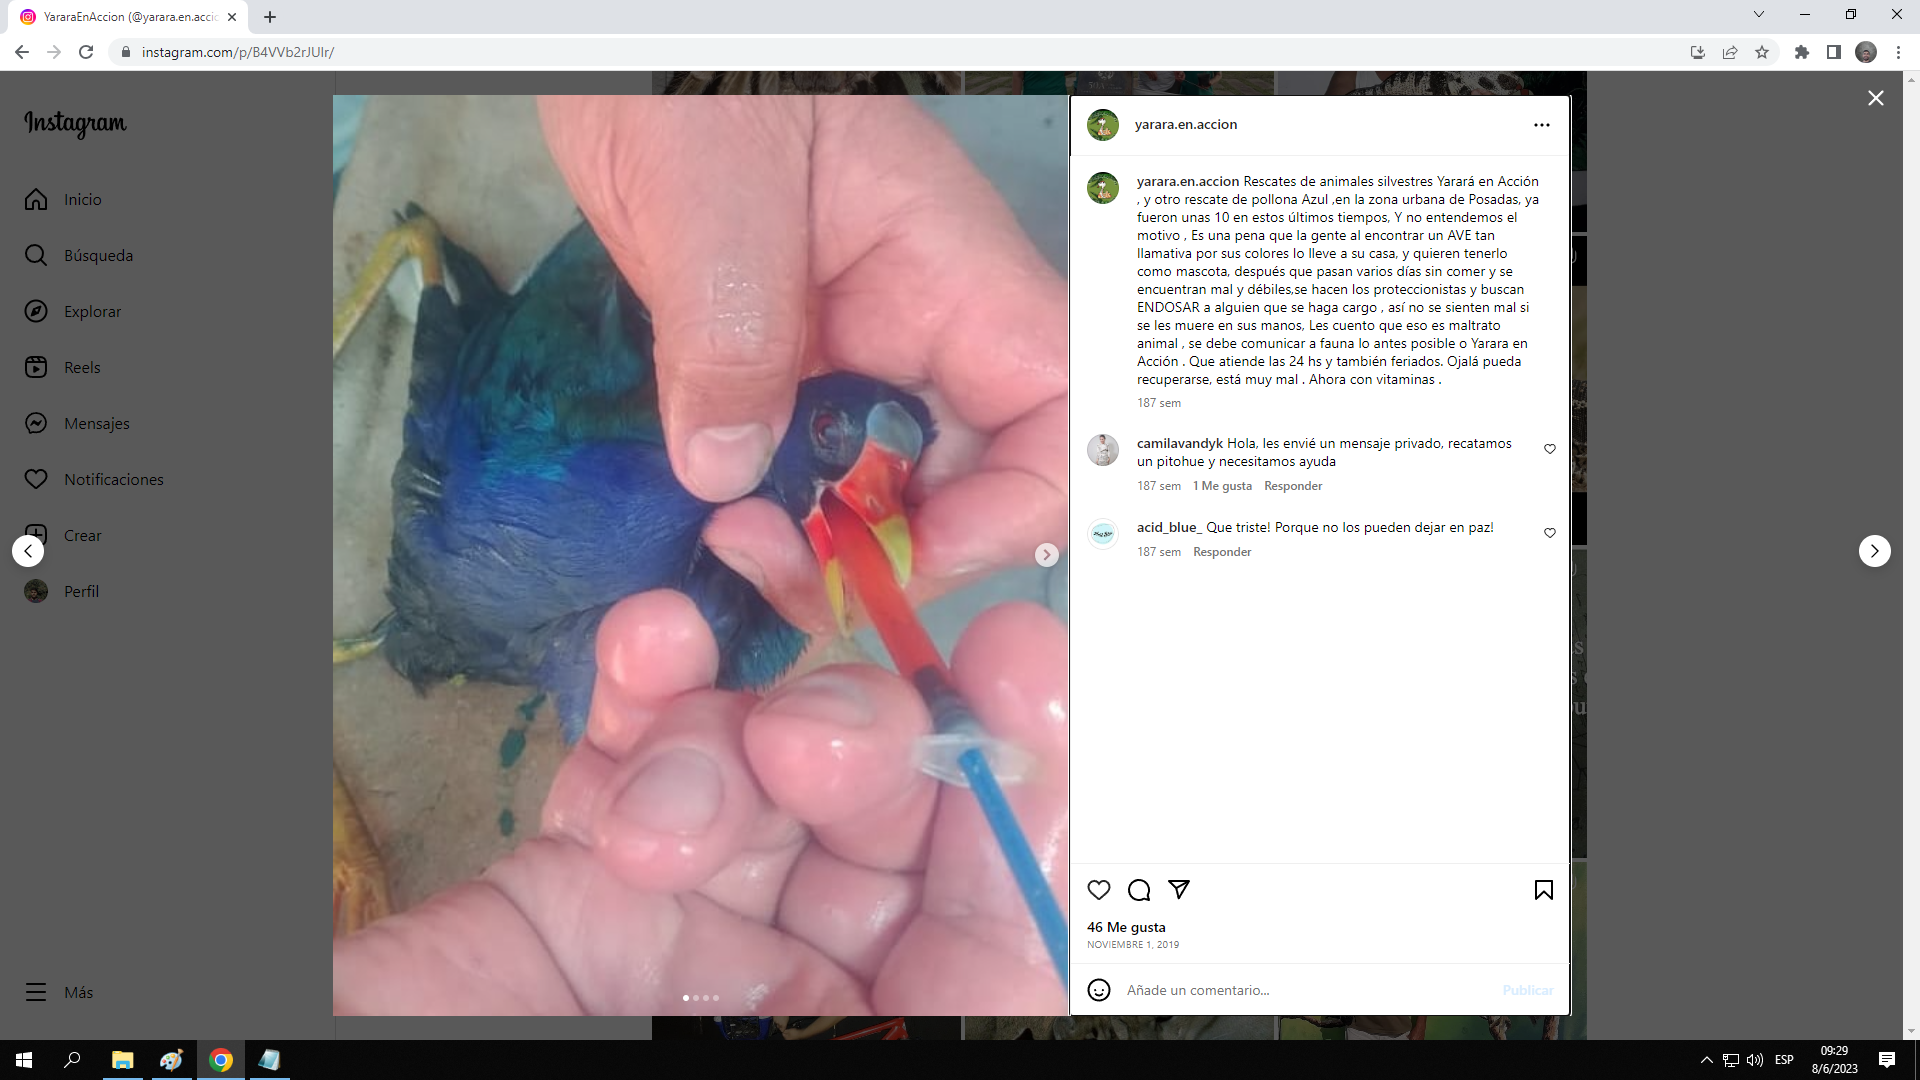 YararaEnAccion (@yarara.en.accio
instagram.com/p/B4VVb2rJUIr/
Instagram
Inicio
Búsqueda
Explorar
Reels
Mensajes
Notificaciones
Crear
Perfil
Más
yarara.en.accion
yarara.en.accion Rescates de animales silvestres Yarará en Acción
, y otro rescate de pollona Azul ,en la zona urbana de Posadas, ya
fueron unas 10 en estos últimos tiempos, Y no entendemos el
motivo , Es una pena que la gente al encontrar un AVE tan
llamativa por sus colores lo lleve a su casa, y quieren tenerlo
como mascota, después que pasan varios días sin comer y se
encuentran mal y débiles,se hacen los proteccionistas y buscan
ENDOSAR a alguien que se haga cargo , así no se sienten mal si
se les muere en sus manos, Les cuento que eso es maltrato
animal , se debe comunicar a fauna lo antes posible o Yarara en
Acción . Que atiende las 24 hs y también feriados. Ojalá pueda
recuperarse, está muy mal . Ahora con vitaminas .
187 sem
camilavandyk Hola, les envié un mensaje privado, recatamos
un pitohue y necesitamos ayuda
187 sem 1 Me gusta Responder
acid_blue_ Que triste! Porque no los pueden dejar en paz!
187 sem Responder
46 Me gusta
NOVIEMBRE 1, 2019
Añade un comentario...
Publicar
ESP
09:29
8/6/2023